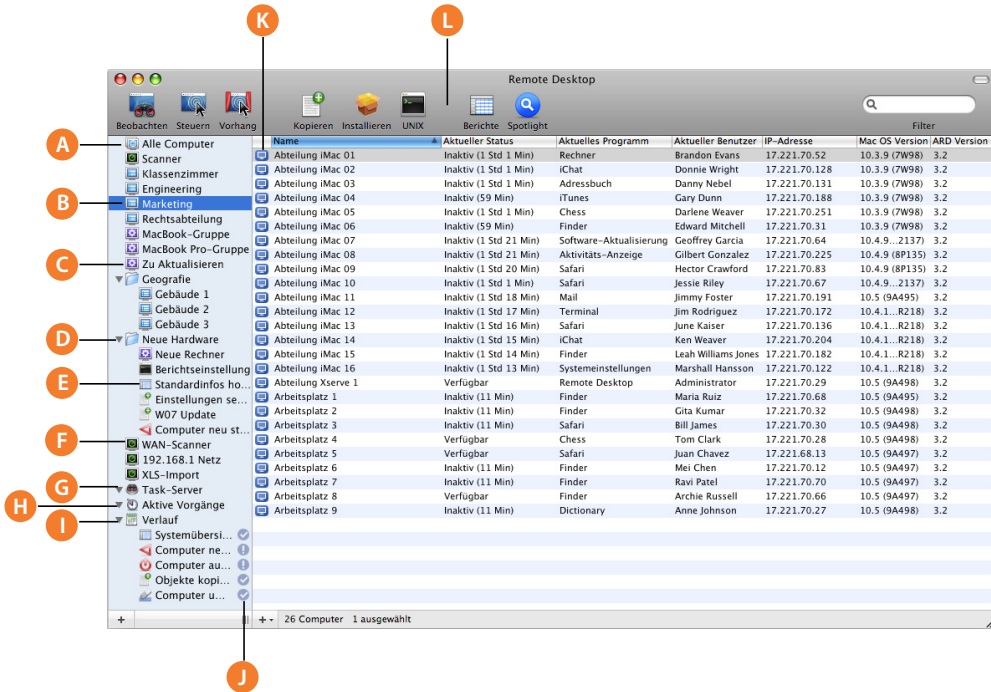 K
L
Remote Desktop
Beobachten Steuern Vorhang Kopieren Installieren UNIX Berichte Spotlight Filter
A
B
C
D
E
F
G
H
I
J
Alle Computer
Scanner
Klassenzimmer
Engineering
Marketing
Rechtsabteilung
MacBook-Gruppe
MacBook Pro-Gruppe
Zu Aktualisieren
Geografie
Gebäude 1
Gebäude 2
Gebäude 3
Neue Hardware
Neue Rechner
Berichtseinstellung
Standardinfos ho...
Einstellungen se...
W07 Update
Computer neu st...
WAN-Scanner
192.168.1 Netz
XLS-Import
Task-Server
Aktive Vorgänge
Verlauf
Systemübersi...
Computer ne...
Computer au...
Objekte kopi...
Computer u...
Name Aktueller Status Aktuelles Programm Aktueller Benutzer IP-Adresse Mac OS Version ARD Version
Abteilung iMac 01 Inaktiv (1 Std 1 Min) Rechner Brandon Evans 17.221.70.52 10.3.9 (7W98) 3.2
Abteilung iMac 02 Inaktiv (1 Std 1 Min) iChat Donnie Wright 17.221.70.128 10.3.9 (7W98) 3.2
Abteilung iMac 03 Inaktiv (1 Std 1 Min) Adressbuch Danny Nebel 17.221.70.131 10.3.9 (7W98) 3.2
Abteilung iMac 04 Inaktiv (59 Min) iTunes Gary Dunn 17.221.70.188 10.3.9 (7W98) 3.2
Abteilung iMac 05 Inaktiv (1 Std 1 Min) Chess Darlene Weaver 17.221.70.251 10.3.9 (7W98) 3.2
Abteilung iMac 06 Inaktiv (59 Min) Finder Edward Mitchell 17.221.70.31 10.3.9 (7W98) 3.2
Abteilung iMac 07 Inaktiv (1 Std 21 Min) Software-Aktualisierung Geoffrey Garcia 17.221.70.64 10.4.9...2137) 3.2
Abteilung iMac 08 Inaktiv (1 Std 21 Min) Aktivitäts-Anzeige Gilbert Gonzalez 17.221.70.225 10.4.9 (8P135) 3.2
Abteilung iMac 09 Inaktiv (1 Std 20 Min) Safari Hector Crawford 17.221.70.83 10.4.9 (8P135) 3.2
Abteilung iMac 10 Inaktiv (1 Std 1 Min) Safari Jessie Riley 17.221.70.67 10.4.9...2137) 3.2
Abteilung iMac 11 Inaktiv (1 Std 18 Min) Mail Jimmy Foster 17.221.70.191 10.5 (9A495) 3.2
Abteilung iMac 12 Inaktiv (1 Std 17 Min) Terminal Jim Rodriguez 17.221.70.172 10.4.1...R218) 3.2
Abteilung iMac 13 Inaktiv (1 Std 16 Min) Safari June Kaiser 17.221.70.136 10.4.1...R218) 3.2
Abteilung iMac 14 Inaktiv (1 Std 15 Min) iChat Ken Weaver 17.221.70.204 10.4.1...R218) 3.2
Abteilung iMac 15 Inaktiv (1 Std 14 Min) Finder Leah Williams Jones 17.221.70.182 10.4.1...R218) 3.2
Abteilung iMac 16 Inaktiv (1 Std 13 Min) Systemeinstellungen Marshall Hansson 17.221.70.122 10.4.1...R218) 3.2
Abteilung Xserve 1 Verfügbar Remote Desktop Administrator 17.221.70.29 10.5 (9A498) 3.2
Arbeitsplatz 1 Inaktiv (11 Min) Finder Maria Ruiz 17.221.70.68 10.5 (9A495) 3.2
Arbeitsplatz 2 Inaktiv (11 Min) Finder Gita Kumar 17.221.70.32 10.5 (9A498) 3.2
Arbeitsplatz 3 Inaktiv (11 Min) Safari Bill James 17.221.70.30 10.5 (9A498) 3.2
Arbeitsplatz 4 Verfügbar Chess Tom Clark 17.221.70.28 10.5 (9A498) 3.2
Arbeitsplatz 5 Verfügbar Safari Juan Chavez 17.221.68.13 10.5 (9A497) 3.2
Arbeitsplatz 6 Inaktiv (11 Min) Finder Mei Chen 17.221.70.12 10.5 (9A497) 3.2
Arbeitsplatz 7 Inaktiv (11 Min) Finder Ravi Patel 17.221.70.70 10.5 (9A497) 3.2
Arbeitsplatz 8 Verfügbar Finder Archie Russell 17.221.70.66 10.5 (9A497) 3.2
Arbeitsplatz 9 Inaktiv (11 Min) Dictionary Anne Johnson 17.221.70.27 10.5 (9A498) 3.2
26 Computer 1 ausgewählt